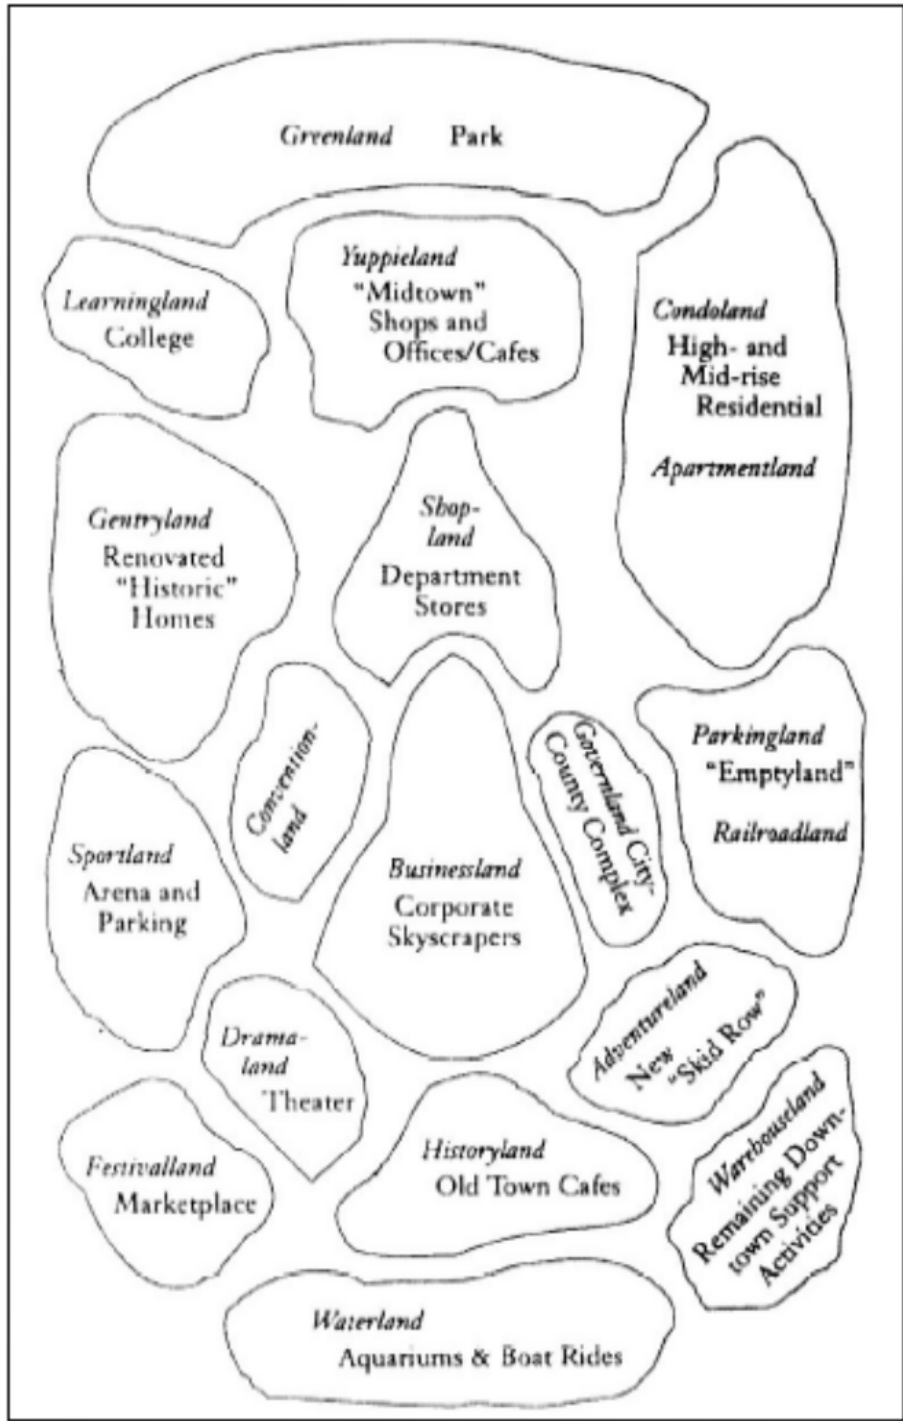 Greenland Park
Learningland
College
Yuppieland
"Midtown"
Shops and
Offices/Cafes
Condoland
High- and
Mid-rise
Residential
Apartmentland
Gentryland
Renovated
"Historic"
Homes
Shop-
land
Department
Stores
Convention-
land
Governland City-
County Complex
Parkingland
"Emptyland"
Railroadland
Sportland
Arena and
Parking
Businessland
Corporate
Skyscrapers
Drama-
land
Theater
Adventureland
New
"Skid Row"
Festivalland
Marketplace
Historyland
Old Town Cafes
Warehouseland
Remaining Down-
town Support
Activities
Waterland
Aquariums & Boat Rides